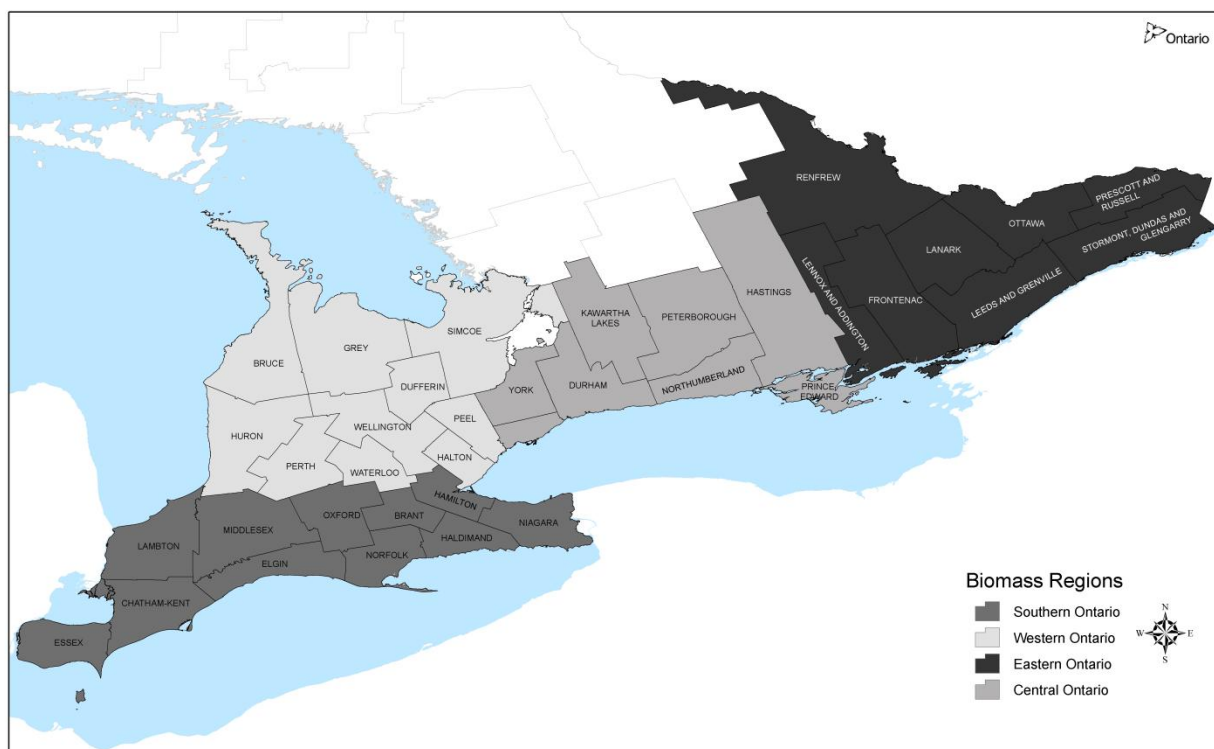 Ontario
RENFREW
PRESCOTT AND
RUSSELL
OTTAWA
STORMONT, DUNDAS AND
GLENGARRY
LANARK
LEEDS AND GRENVILLE
LENNOX AND ADDINGTON
FRONTENAC
HASTINGS
KAWARTHA
LAKES
PETERBOROUGH
SIMCOE
GREY
BRUCE
DUFFERIN
YORK
DURHAM
NORTHUMBERLAND
PRINCE
EDWARD
HURON
WELLINGTON
PEEL
PERTH
WATERLOO
HALTON
HAMILTON
OXFORD
BRANT
NIAGARA
MIDDLESEX
HALDIMAND
LAMBTON
NORFOLK
ELGIN
CHATHAM-KENT
ESSEX
Biomass Regions
Southern Ontario
Western Ontario
Eastern Ontario
Central Ontario
N
W
E
S